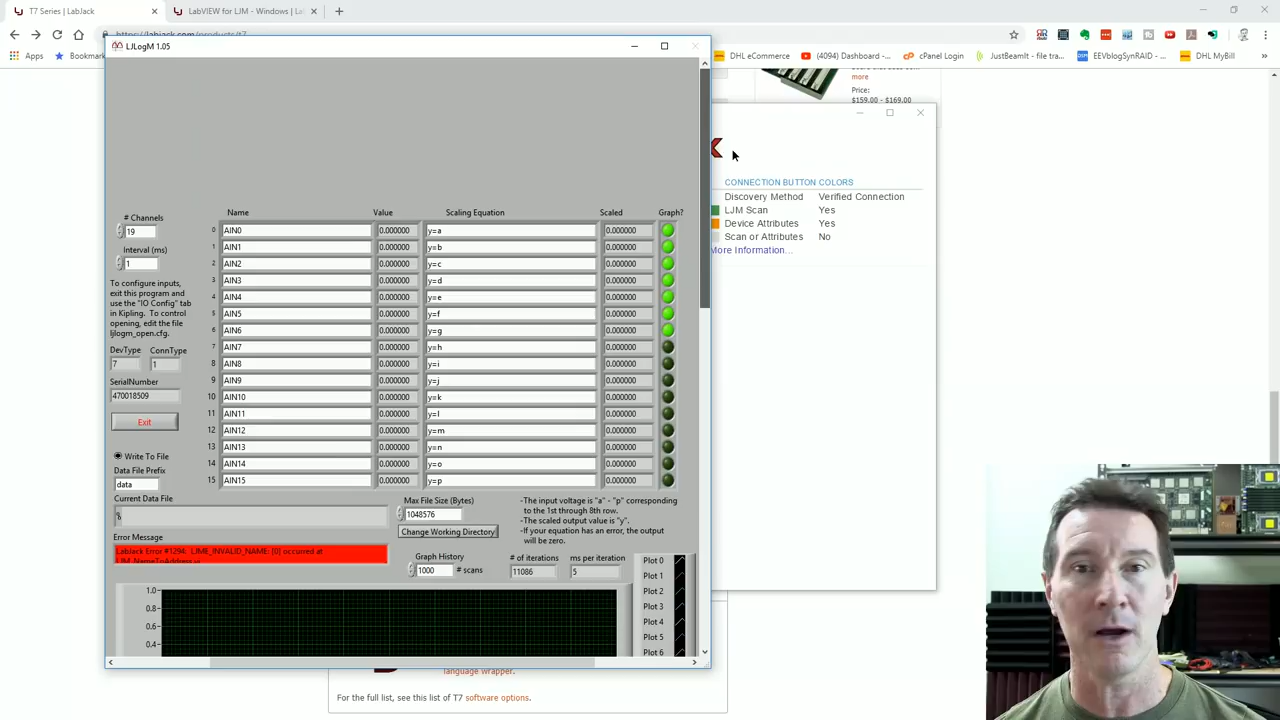 T7 Series | LabJack
LabVIEW for LJM - Windows | La
https://labjack.com/products/t7
Apps
Bookmark
DHL eCommerce
(4094) Dashboard -...
cPanel Login
JustBeamIt - file tra...
EEVblogSynRAID -...
DHL MyBill
LJLogM 1.05
more
Price:
$159.00 - $169.00
CONNECTION BUTTON COLORS
Discovery Method Verified Connection
LJM Scan Yes
Device Attributes Yes
Scan or Attributes No
More Information...
# Channels
19
Interval (ms)
1
To configure inputs,
exit this program and
use the "IO Config" tab
in Kipling. To control
opening, edit the file
ljlogm_open.cfg.
DevType ConnType
7 1
SerialNumber
470018509
Exit
Write To File
Data File Prefix
data
Current Data File
%
Error Message
LabJack Error #1294: LJME_INVALID_NAME: [0] occurred at
LJM_NameToAddress.vi
Name Value Scaling Equation Scaled Graph?
0 AIN0 0.000000 y=a 0.000000
1 AIN1 0.000000 y=b 0.000000
2 AIN2 0.000000 y=c 0.000000
3 AIN3 0.000000 y=d 0.000000
4 AIN4 0.000000 y=e 0.000000
5 AIN5 0.000000 y=f 0.000000
6 AIN6 0.000000 y=g 0.000000
7 AIN7 0.000000 y=h 0.000000
8 AIN8 0.000000 y=i 0.000000
9 AIN9 0.000000 y=j 0.000000
10 AIN10 0.000000 y=k 0.000000
11 AIN11 0.000000 y=l 0.000000
12 AIN12 0.000000 y=m 0.000000
13 AIN13 0.000000 y=n 0.000000
14 AIN14 0.000000 y=o 0.000000
15 AIN15 0.000000 y=p 0.000000
Max File Size (Bytes)
1048576
Change Working Directory
-The input voltage is "a" - "p" corresponding
to the 1st through 8th row.
-The scaled output value is "y".
-If your equation has an error, the output
will be zero.
Graph History
1000 # scans
# of iterations
11086
ms per iteration
5
Plot 0
Plot 1
Plot 2
Plot 3
Plot 4
Plot 5
Plot 6
1.0
0.8
0.6
0.4
language wrapper.
For the full list, see this list of T7 software options.